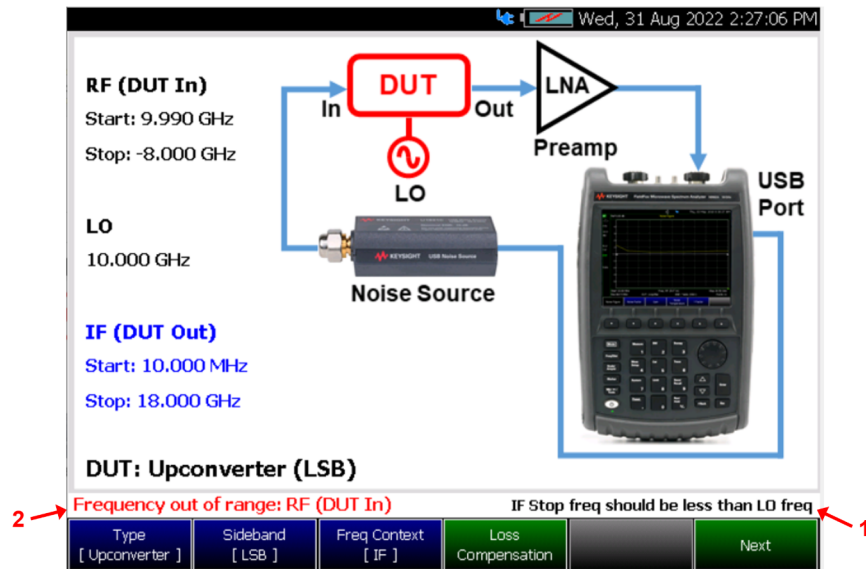 Wed, 31 Aug 2022 2:27:06 PM
RF (DUT In)
Start: 9.990 GHz
Stop: -8.000 GHz
LO
10.000 GHz
IF (DUT Out)
Start: 10.000 MHz
Stop: 18.000 GHz
DUT: Upconverter (LSB)
DUT
In
Out
LO
LNA
Preamp
USB
Port
KEYSIGHT USB Noise Source
Noise Source
Frequency out of range: RF (DUT In)
IF Stop freq should be less than LO freq
2
1
Type
[ Upconverter ]
Sideband
[ LSB ]
Freq Context
[ IF ]
Loss
Compensation
Next